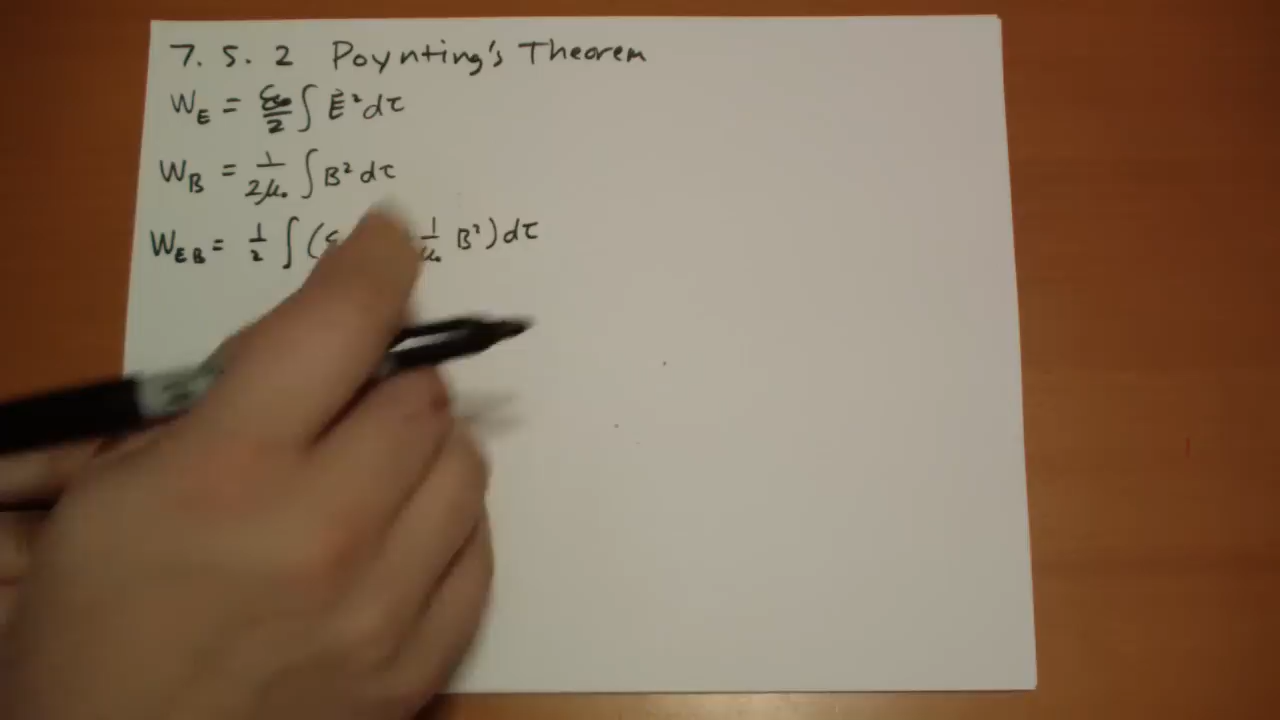 7.5.2 Poynting's Theorem
W_E = ε₀/2 ∫ E² dτ
W_B = 1/2μ₀ ∫ B² dτ
W_EB = 1/2 ∫ ( 1/μ₀ B² ) dτ